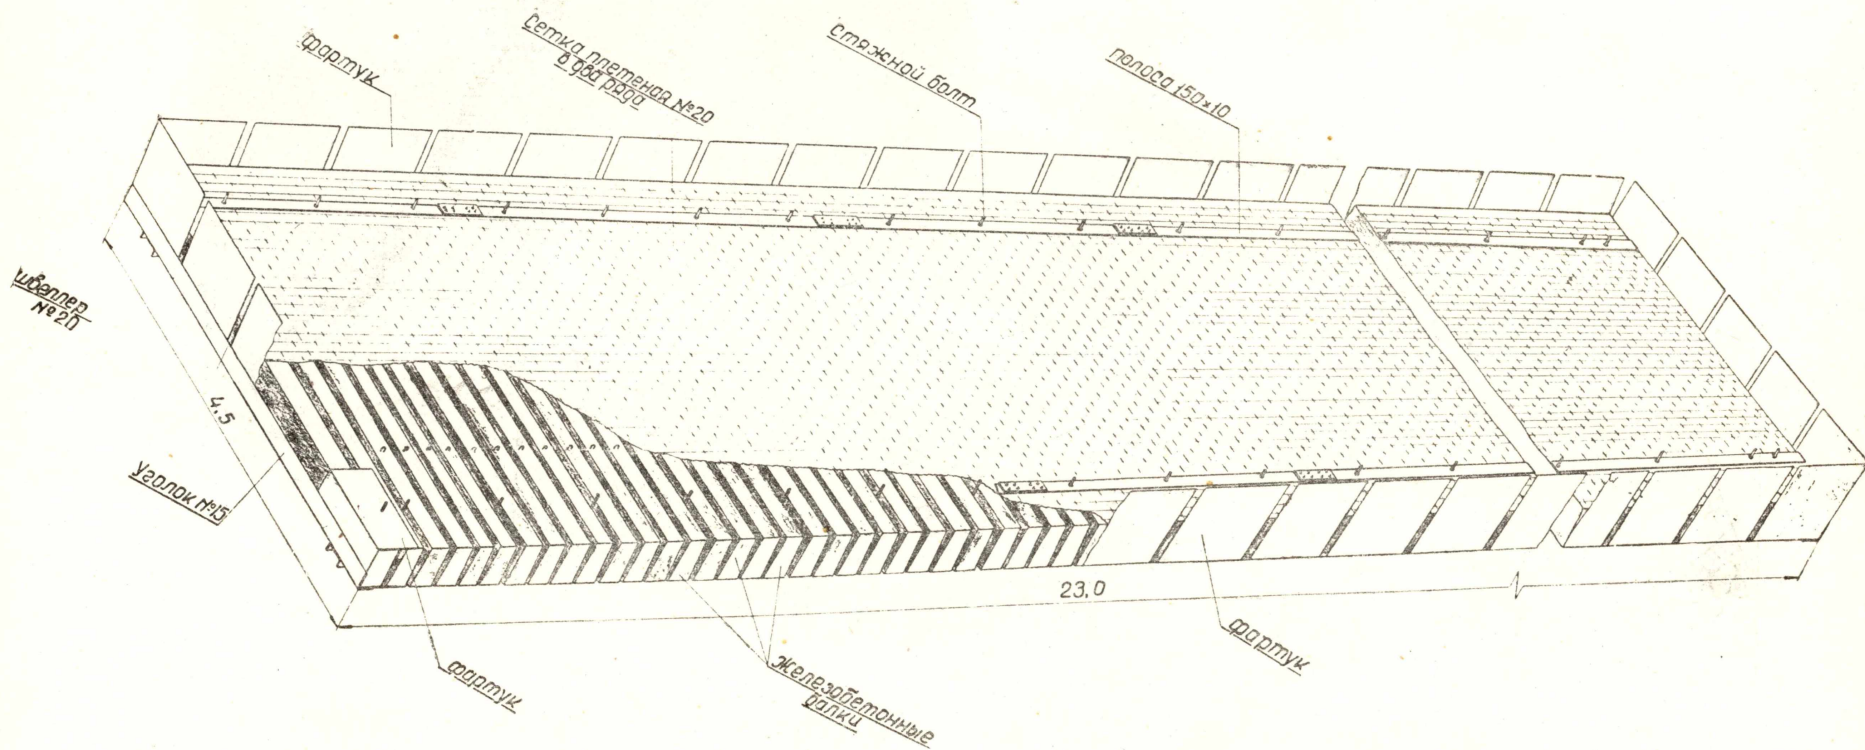 фартук
сетка плетеная №20
в два ряда
стяжной болт
полоса 150×10
швеллер
№20
4,5
Уголок №15
23,0
фартук
Железобетонные
балки
фартук